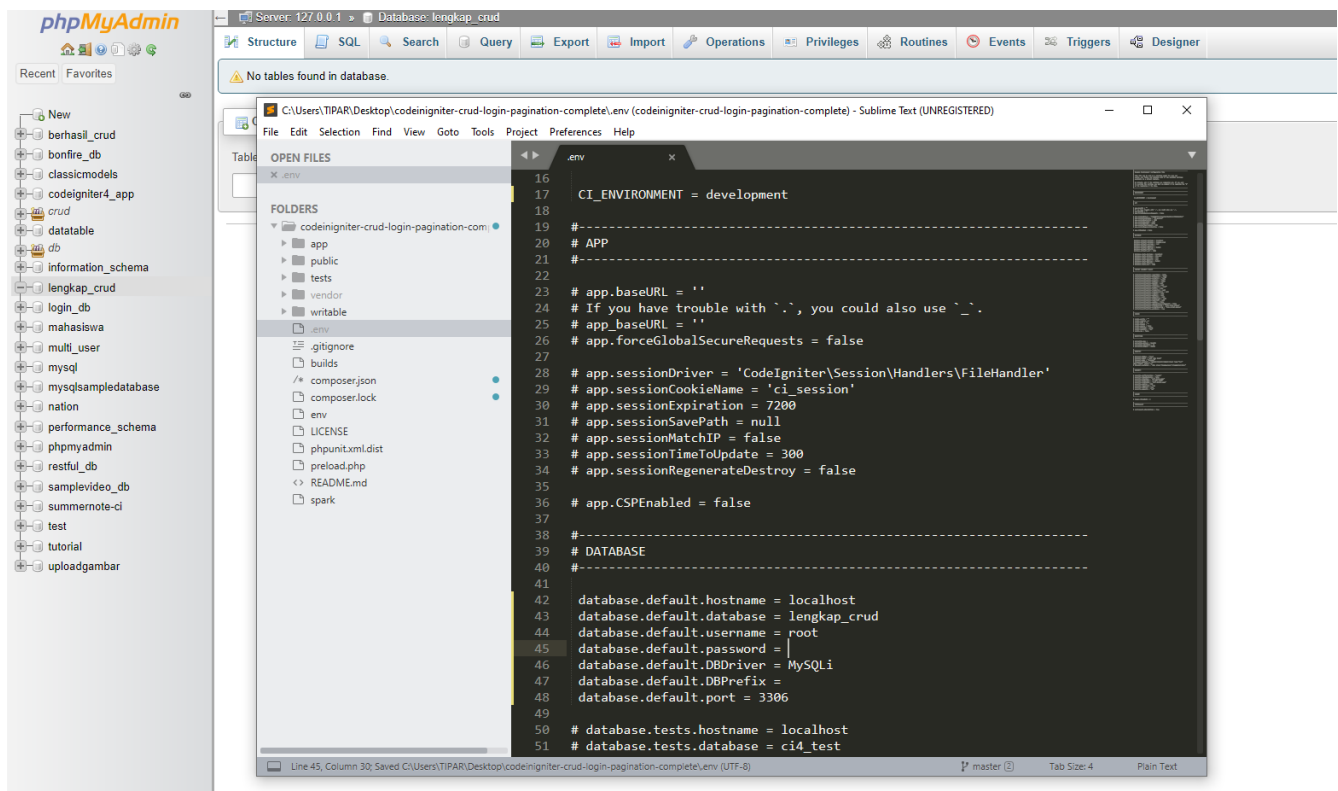 phpMyAdmin
Recent Favorites
New
berhasil_crud
bonfire_db
classicmodels
codeigniter4_app
crud
datatable
db
information_schema
lengkap_crud
login_db
mahasiswa
multi_user
mysql
mysqlsampledatabase
nation
performance_schema
phpmyadmin
restful_db
samplevideo_db
summernote-ci
test
tutorial
uploadgambar
Server: 127.0.0.1 » Database: lengkap_crud
Structure SQL Search Query Export Import Operations Privileges Routines Events Triggers Designer
No tables found in database.
C:\Users\TIPAR\Desktop\codeinigniter-crud-login-pagination-complete\.env (codeinigniter-crud-login-pagination-complete) - Sublime Text (UNREGISTERED)
File Edit Selection Find View Goto Tools Project Preferences Help
OPEN FILES
.env
FOLDERS
codeinigniter-crud-login-pagination-com
app
public
tests
vendor
writable
.env
.gitignore
builds
composer.json
composer.lock
env
LICENSE
phpunit.xml.dist
preload.php
README.md
spark
.env
16
17 CI_ENVIRONMENT = development
18
19 #--------------------------------------------------------------------
20 # APP
21 #--------------------------------------------------------------------
22
23 # app.baseURL = ''
24 # If you have trouble with `.`, you could also use `_`.
25 # app_baseURL = ''
26 # app.forceGlobalSecureRequests = false
27
28 # app.sessionDriver = 'CodeIgniter\Session\Handlers\FileHandler'
29 # app.sessionCookieName = 'ci_session'
30 # app.sessionExpiration = 7200
31 # app.sessionSavePath = null
32 # app.sessionMatchIP = false
33 # app.sessionTimeToUpdate = 300
34 # app.sessionRegenerateDestroy = false
35
36 # app.CSPEnabled = false
37
38 #--------------------------------------------------------------------
39 # DATABASE
40 #--------------------------------------------------------------------
41
42 database.default.hostname = localhost
43 database.default.database = lengkap_crud
44 database.default.username = root
45 database.default.password =
46 database.default.DBDriver = MySQLi
47 database.default.DBPrefix =
48 database.default.port = 3306
49
50 # database.tests.hostname = localhost
51 # database.tests.database = ci4_test
Line 45, Column 30; Saved C:\Users\TIPAR\Desktop\codeinigniter-crud-login-pagination-complete\.env (UTF-8) master 2 Tab Size: 4 Plain Text